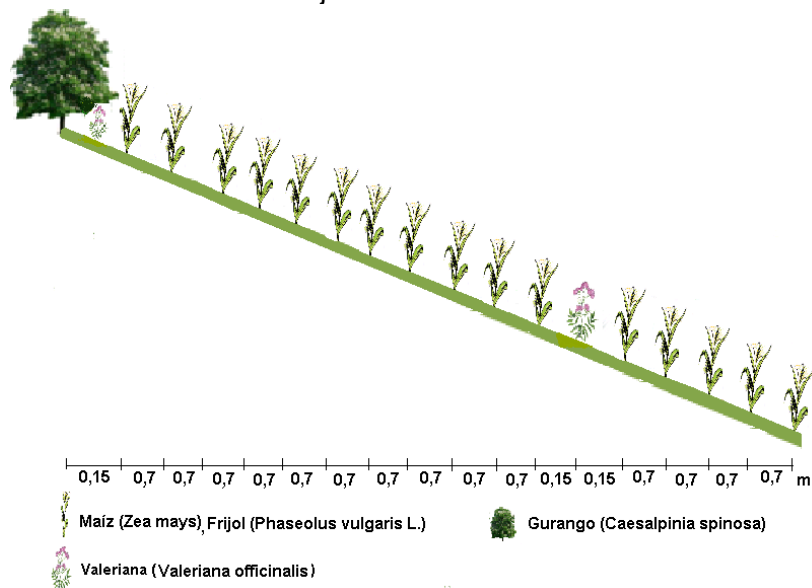 j
0,15 0,7 0,7 0,7 0,7 0,7 0,7 0,7 0,7 0,7 0,7 0,15 0,15 0,7 0,7 0,7 0,7 m
Maíz (Zea mays), Frijol (Phaseolus vulgaris L.) Gurango (Caesalpinia spinosa)
Valeriana (Valeriana officinalis)